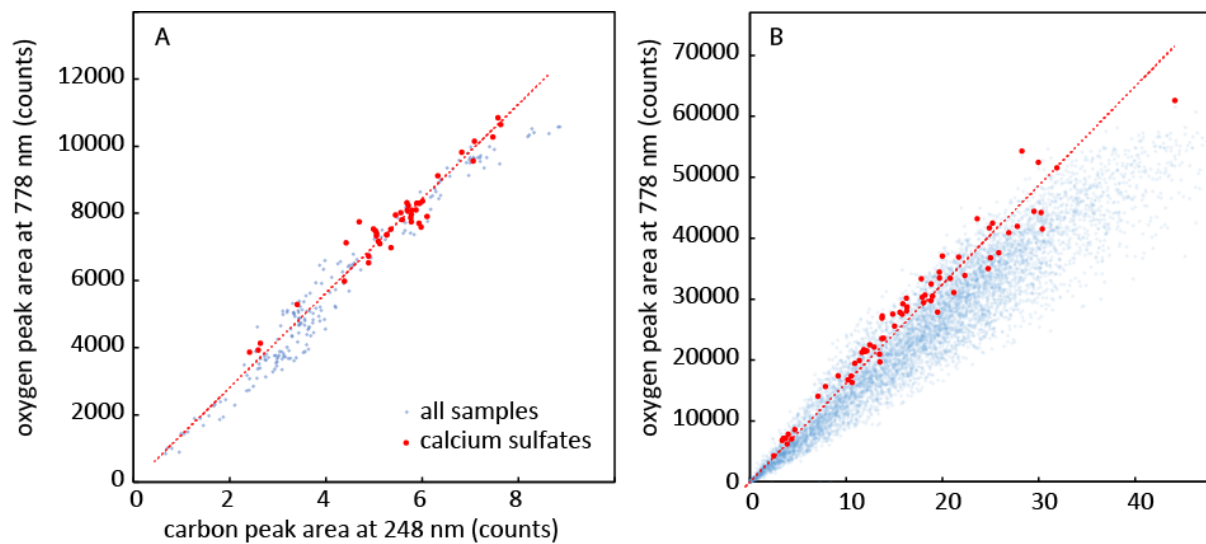 A
oxygen peak area at 778 nm (counts)
12000
10000
8000
6000
4000
2000
0
0 2 4 6 8
carbon peak area at 248 nm (counts)
all samples
calcium sulfates
B
oxygen peak area at 778 nm (counts)
70000
60000
50000
40000
30000
20000
10000
0
0 10 20 30 40